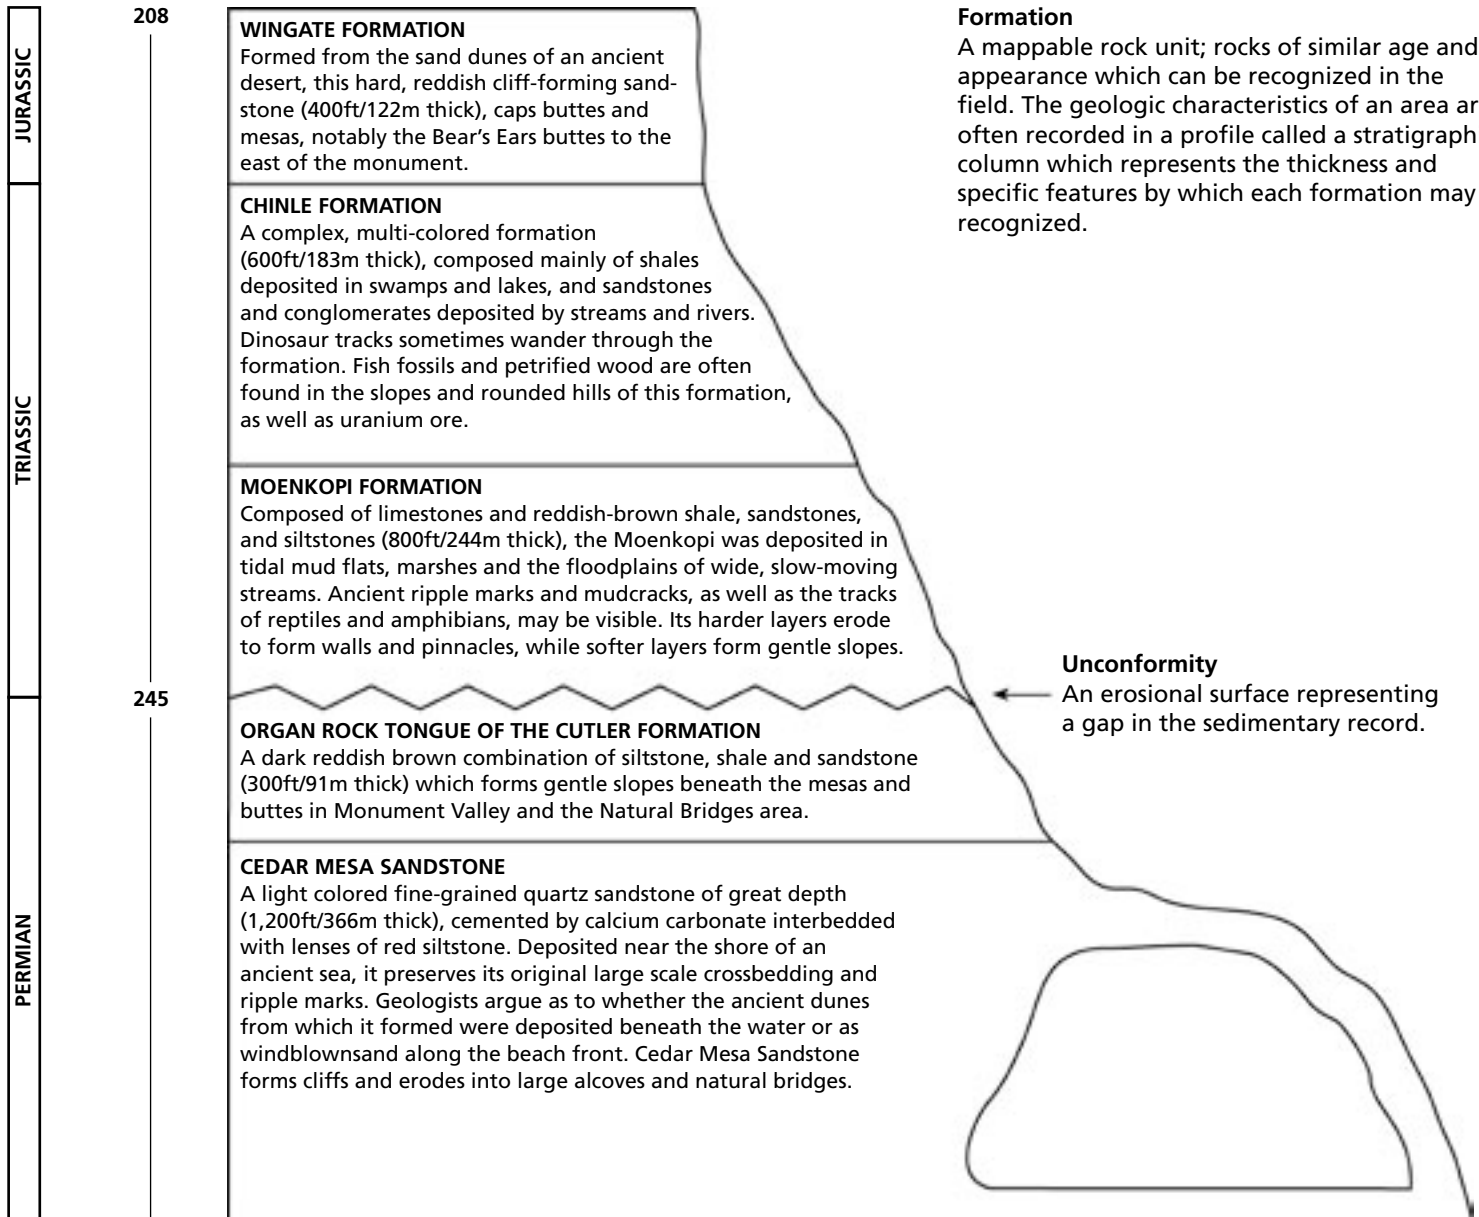 JURASSIC
TRIASSIC
PERMIAN
208
245
WINGATE FORMATION
Formed from the sand dunes of an ancient
desert, this hard, reddish cliff-forming sand-
stone (400ft/122m thick), caps buttes and
mesas, notably the Bear's Ears buttes to the
east of the monument.
CHINLE FORMATION
A complex, multi-colored formation
(600ft/183m thick), composed mainly of shales
deposited in swamps and lakes, and sandstones
and conglomerates deposited by streams and rivers.
Dinosaur tracks sometimes wander through the
formation. Fish fossils and petrified wood are often
found in the slopes and rounded hills of this formation,
as well as uranium ore.
MOENKOPI FORMATION
Composed of limestones and reddish-brown shale, sandstones,
and siltstones (800ft/244m thick), the Moenkopi was deposited in
tidal mud flats, marshes and the floodplains of wide, slow-moving
streams. Ancient ripple marks and mudcracks, as well as the tracks
of reptiles and amphibians, may be visible. Its harder layers erode
to form walls and pinnacles, while softer layers form gentle slopes.
ORGAN ROCK TONGUE OF THE CUTLER FORMATION
A dark reddish brown combination of siltstone, shale and sandstone
(300ft/91m thick) which forms gentle slopes beneath the mesas and
buttes in Monument Valley and the Natural Bridges area.
CEDAR MESA SANDSTONE
A light colored fine-grained quartz sandstone of great depth
(1,200ft/366m thick), cemented by calcium carbonate interbedded
with lenses of red siltstone. Deposited near the shore of an
ancient sea, it preserves its original large scale crossbedding and
ripple marks. Geologists argue as to whether the ancient dunes
from which it formed were deposited beneath the water or as
windblownsand along the beach front. Cedar Mesa Sandstone
forms cliffs and erodes into large alcoves and natural bridges.
Formation
A mappable rock unit; rocks of similar age and
appearance which can be recognized in the
field. The geologic characteristics of an area ar
often recorded in a profile called a stratigraph
column which represents the thickness and
specific features by which each formation may
recognized.
Unconformity
An erosional surface representing
a gap in the sedimentary record.